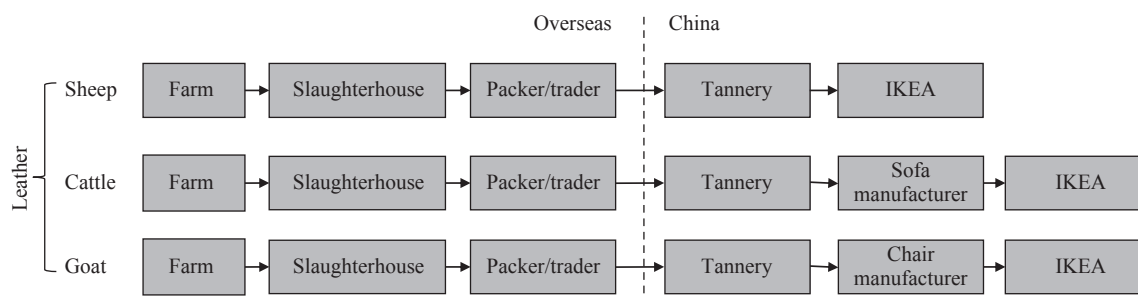 Overseas
China
Sheep
Farm
Slaughterhouse
Packer/trader
Tannery
IKEA
Leather
Cattle
Farm
Slaughterhouse
Packer/trader
Tannery
Sofa
manufacturer
IKEA
Goat
Farm
Slaughterhouse
Packer/trader
Tannery
Chair
manufacturer
IKEA